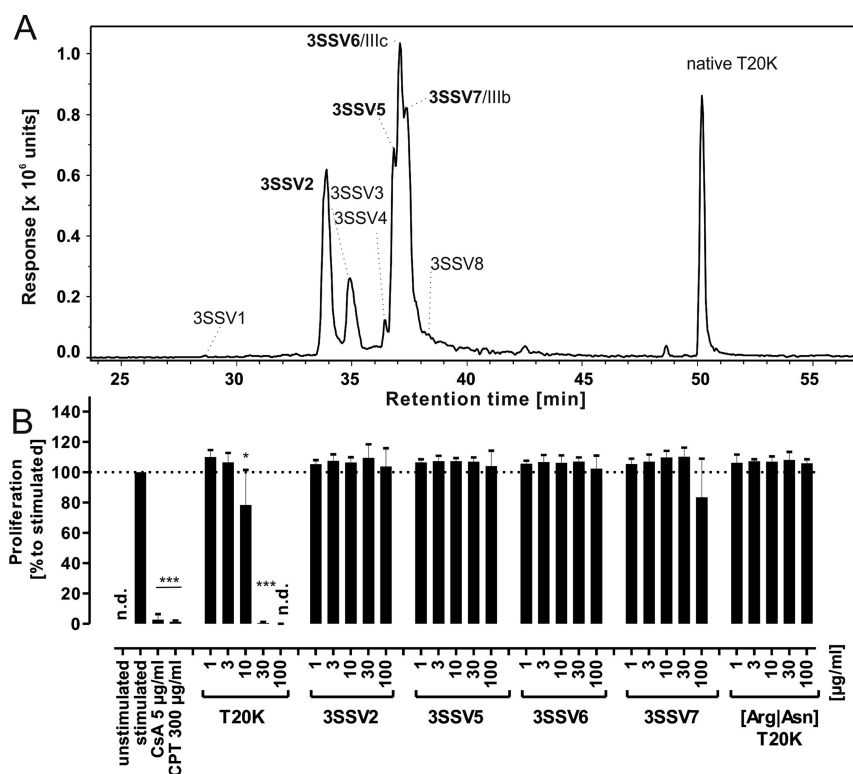 A
3SSV6/IIIc
native T20K
1.0
3SSV7/IIIb
3SSV5
0.8
0.6
3SSV2
3SSV3
3SSV4
0.4
3SSV8
0.2
3SSV1
0.0
Response [x 10⁶ units]
25 30 35 40 45 50 55
Retention time [min]
B
140
120
100
80
60
40
20
0
Proliferation
[% to stimulated]
n.d.
***
*
***
n.d.
unstimulated
stimulated
CsA 5 µg/ml
CPT 300 µg/ml
1 3 10 30 100 1 3 10 30 100 1 3 10 30 100 1 3 10 30 100 1 3 10 30 100 1 3 10 30 100 [µg/ml]
T20K 3SSV2 3SSV5 3SSV6 3SSV7 [Arg|Asn]
T20K